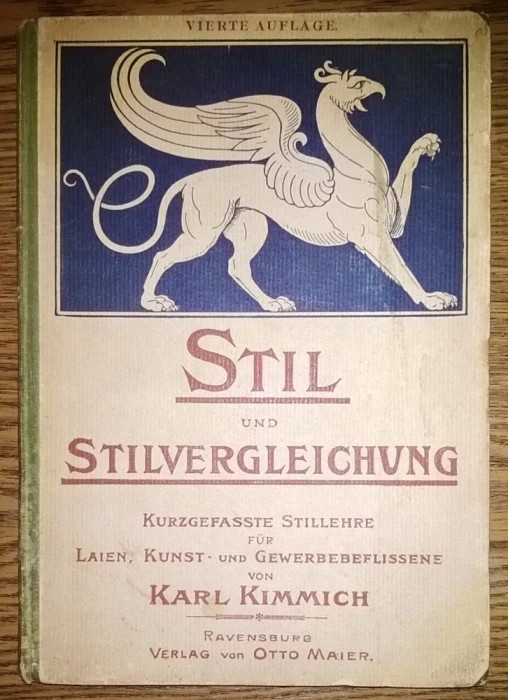 VIERTE AUFLAGE.
STIL
UND
STILVERGLEICHVNG
KURZGEFASSTE STILLEHRE
FÜR
LAIEN, KUNST- UND GEWERBEBEFLISSENE
VON
KARL KIMMICH
RAVENSBURG
VERLAG von OTTO MAIER.